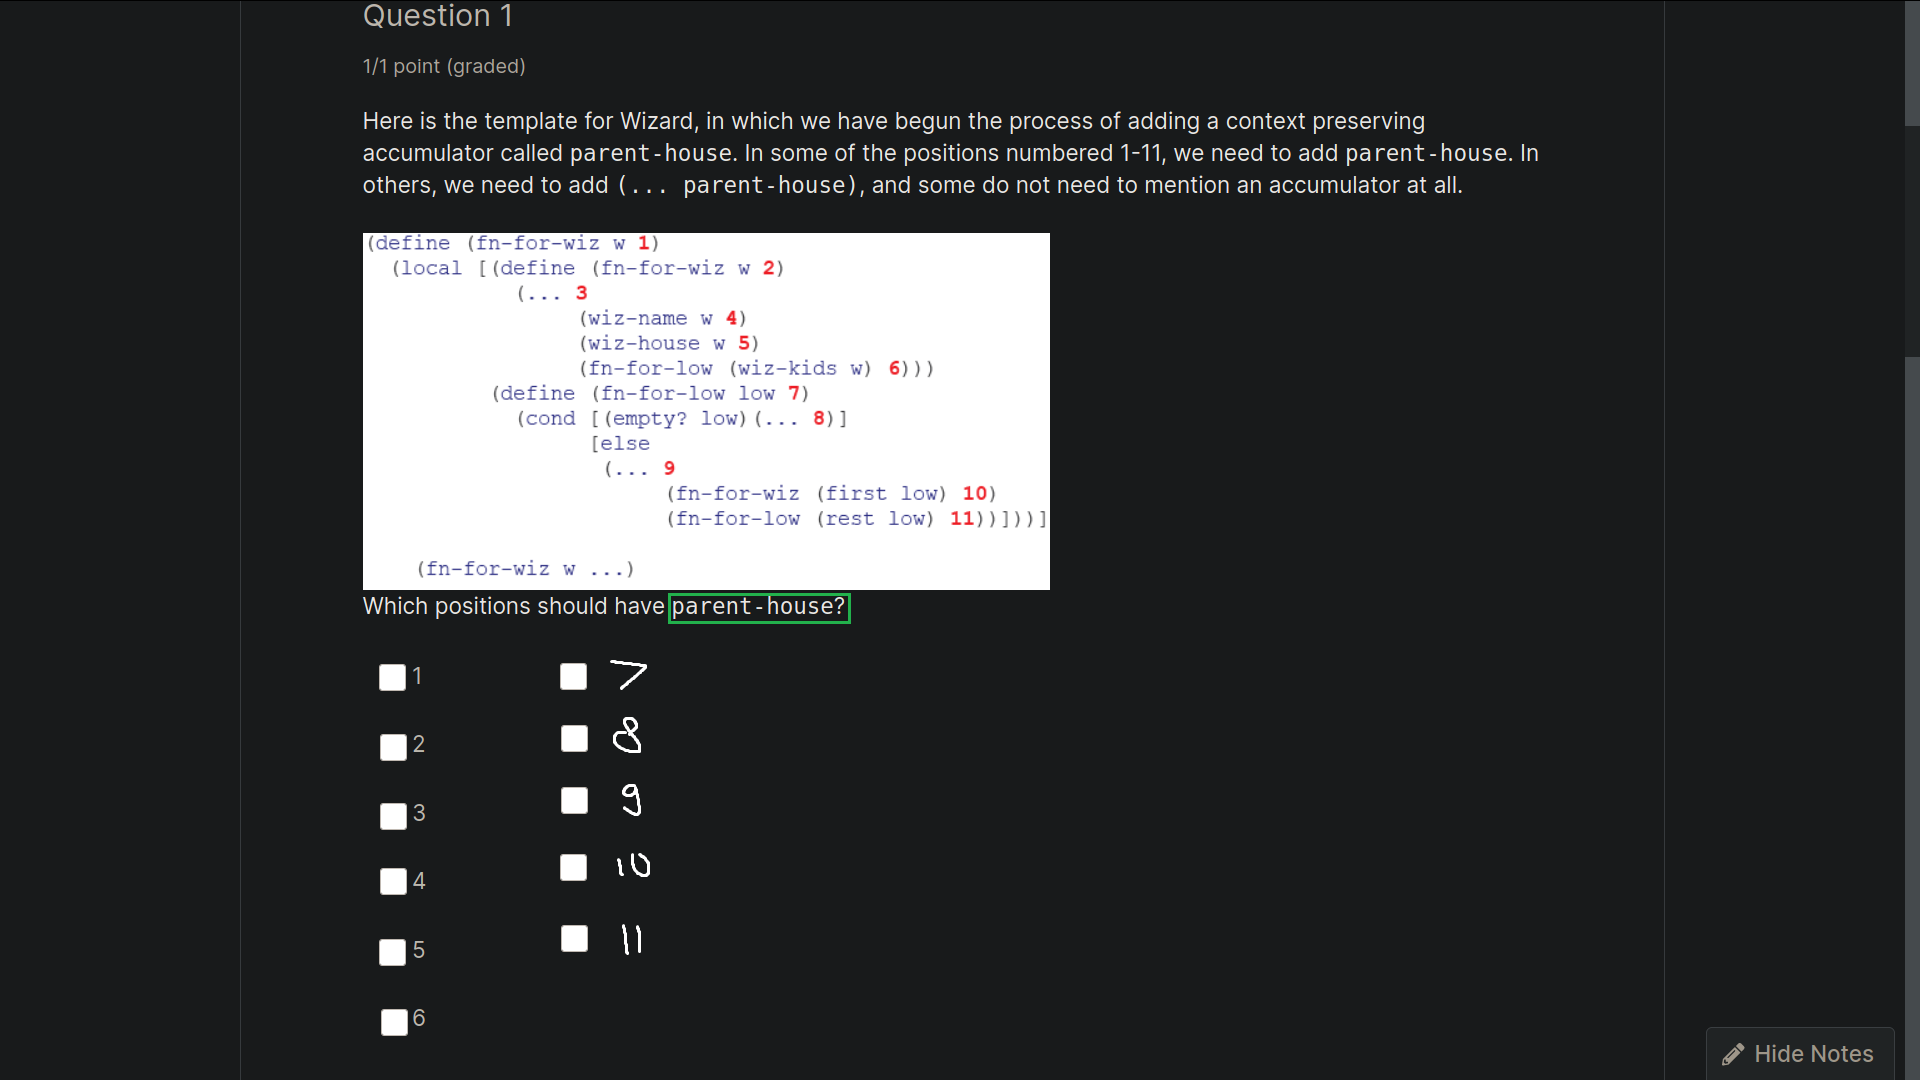 Question 1
1/1 point (graded)
Here is the template for Wizard, in which we have begun the process of adding a context preserving
accumulator called parent-house. In some of the positions numbered 1-11, we need to add parent-house. In
others, we need to add (... parent-house), and some do not need to mention an accumulator at all.
(define (fn-for-wiz w 1)
(local [(define (fn-for-wiz w 2)
(... 3
(wiz-name w 4)
(wiz-house w 5)
(fn-for-low (wiz-kids w) 6)))
(define (fn-for-low low 7)
(cond [(empty? low)(... 8)]
[else
(... 9
(fn-for-wiz (first low) 10)
(fn-for-low (rest low) 11))]))]
(fn-for-wiz w ...)
Which positions should have parent-house?
1
2
3
4
5
6
7
8
9
10
11
Hide Notes